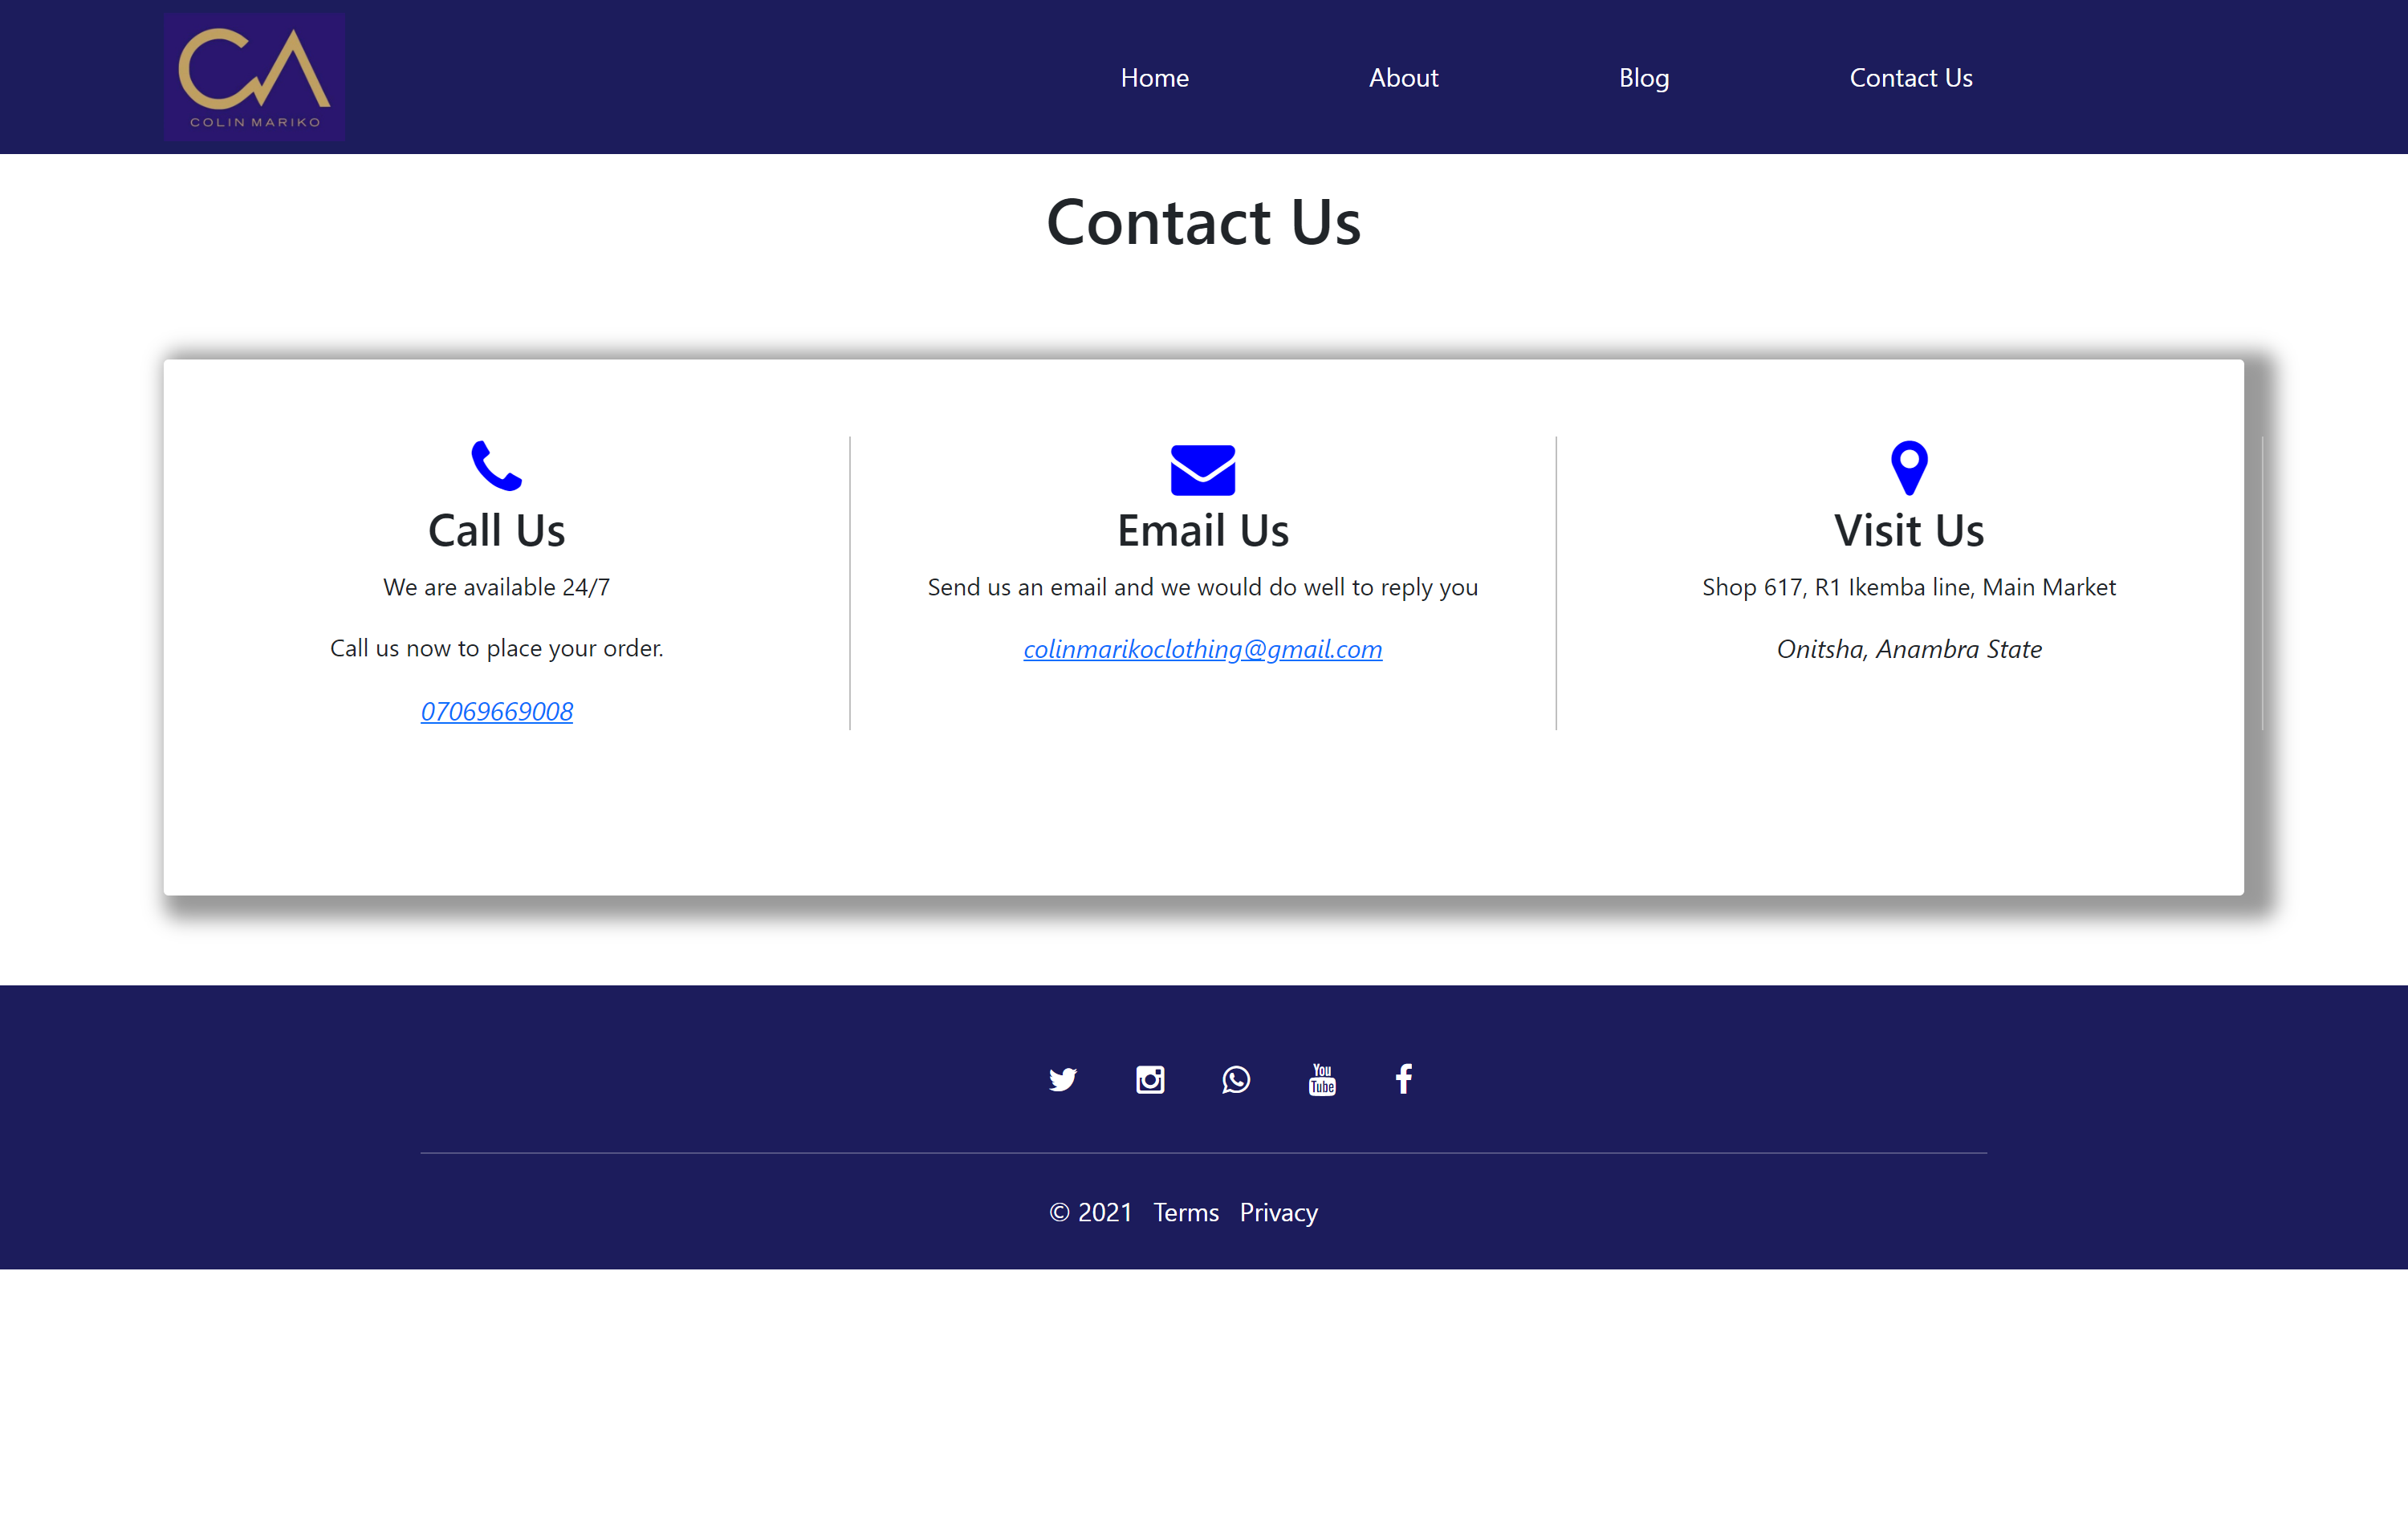 CA
COLIN MARIKO
Home
About
Blog
Contact Us
Contact Us
Call Us
We are available 24/7
Call us now to place your order.
07069669008
Email Us
Send us an email and we would do well to reply you
colinmarikoclothing@gmail.com
Visit Us
Shop 617, R1 Ikemba line, Main Market
Onitsha, Anambra State
You
Tube
© 2021 Terms Privacy